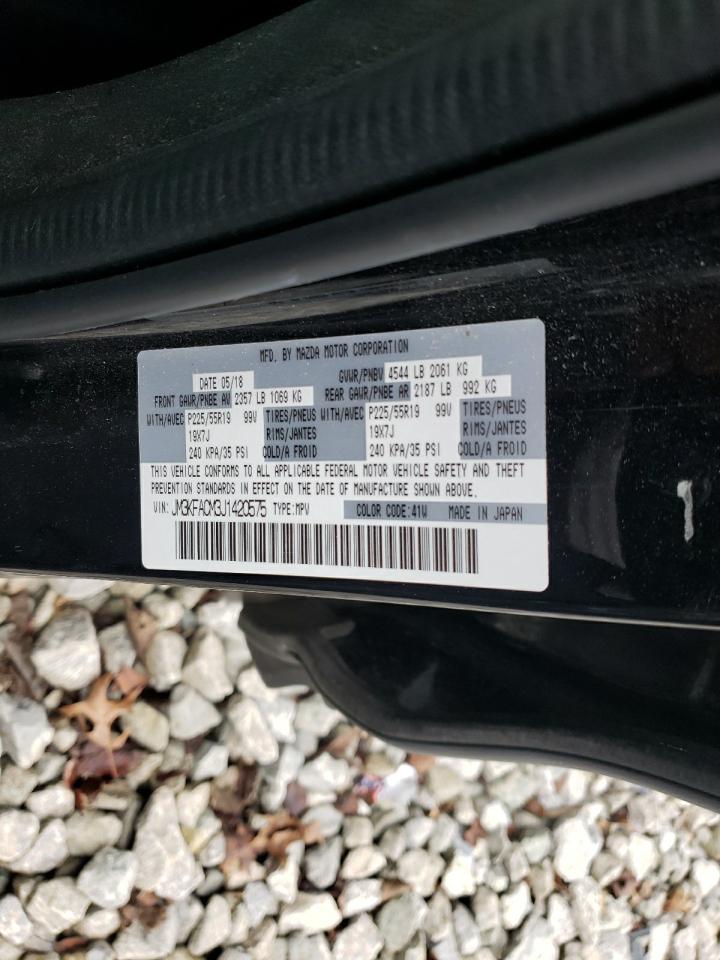 MFD. BY MAZDA MOTOR CORPORATION
DATE 05/18 GVWR/PNBV 4544 LB 2061 KG
FRONT GAWR/PNBE AV 2357 LB 1069 KG REAR GAWR/PNBE AR 2187 LB 992 KG
WITH/AVEC P225/55R19 99V TIRES/PNEUS WITH/AVEC P225/55R19 99V TIRES/PNEUS
19X7J RIMS/JANTES 19X7J RIMS/JANTES
240 KPA/35 PSI COLD/A FROID 240 KPA/35 PSI COLD/A FROID
THIS VEHICLE CONFORMS TO ALL APPLICABLE FEDERAL MOTOR VEHICLE SAFETY AND THEFT
PREVENTION STANDARDS IN EFFECT ON THE DATE OF MANUFACTURE SHOWN ABOVE.
VIN: JM3KFACM3J1420575 TYPE:MPV COLOR CODE:41W MADE IN JAPAN